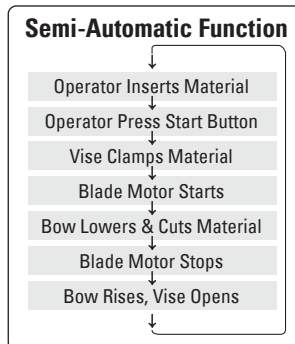 Semi-Automatic Function
Operator Inserts Material
Operator Press Start Button
Vise Clamps Material
Blade Motor Starts
Bow Lowers & Cuts Material
Blade Motor Stops
Bow Rises, Vise Opens